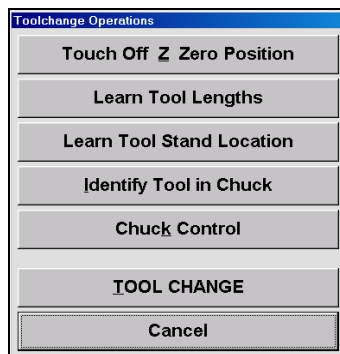 Toolchange Operations
Touch Off Z Zero Position
Learn Tool Lengths
Learn Tool Stand Location
Identify Tool in Chuck
Chuck Control
TOOL CHANGE
Cancel